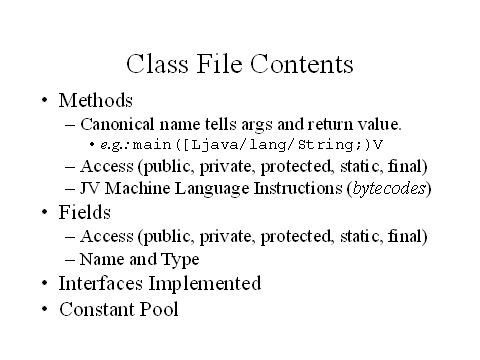 Class File Contents
• Methods
– Canonical name tells args and return value.
• e.g.: main([Ljava/lang/String;)V
– Access (public, private, protected, static, final)
– JV Machine Language Instructions (bytecodes)
• Fields
– Access (public, private, protected, static, final)
– Name and Type
• Interfaces Implemented
• Constant Pool